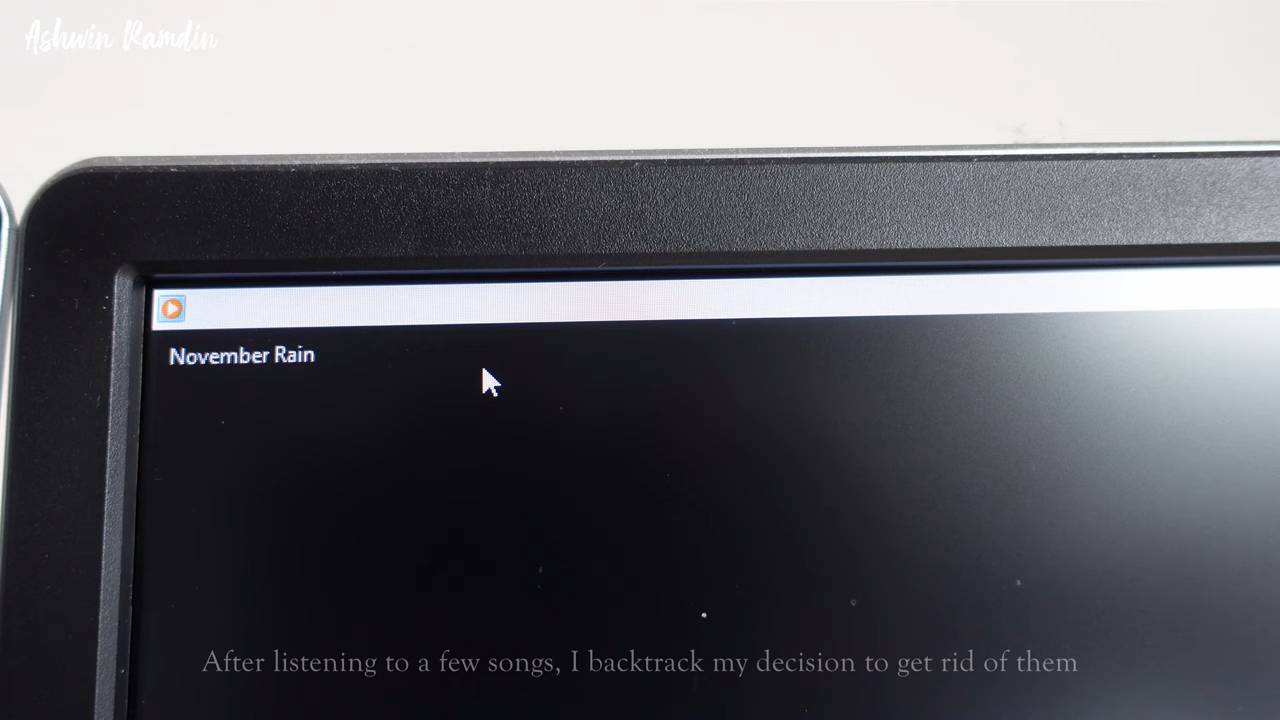 Ashwin Ramdin
November Rain
After listening to a few songs, I backtrack my decision to get rid of them